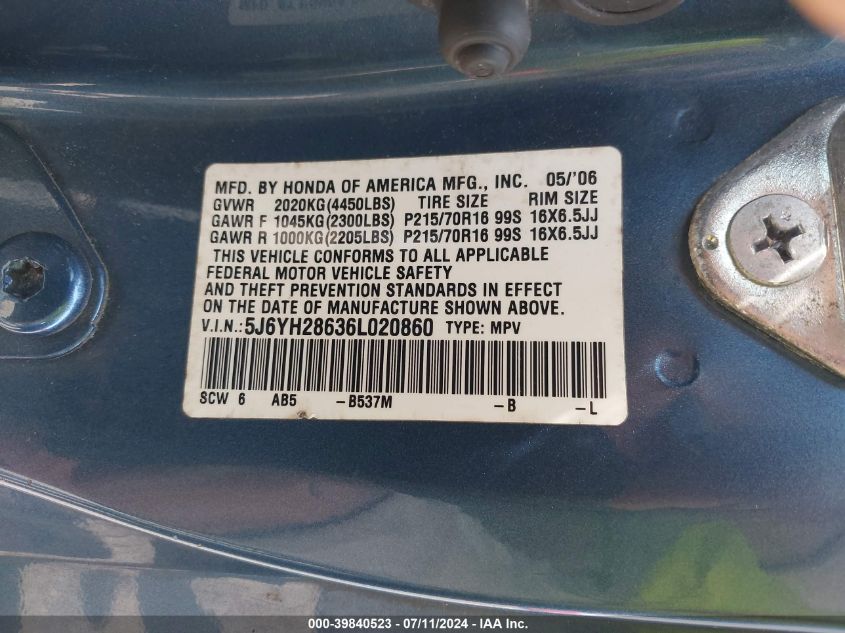 MFD. BY HONDA OF AMERICA MFG., INC. 05/'06
GVWR 2020KG(4450LBS) TIRE SIZE RIM SIZE
GAWR F 1045KG(2300LBS) P215/70R16 99S 16X6.5JJ
GAWR R 1000KG(2205LBS) P215/70R16 99S 16X6.5JJ
THIS VEHICLE CONFORMS TO ALL APPLICABLE
FEDERAL MOTOR VEHICLE SAFETY
AND THEFT PREVENTION STANDARDS IN EFFECT
ON THE DATE OF MANUFACTURE SHOWN ABOVE.
V.I.N.: 5J6YH28636L020860 TYPE: MPV
SCW 6 AB5 -B537M -B -L
000-39840523 - 07/11/2024 - IAA Inc.